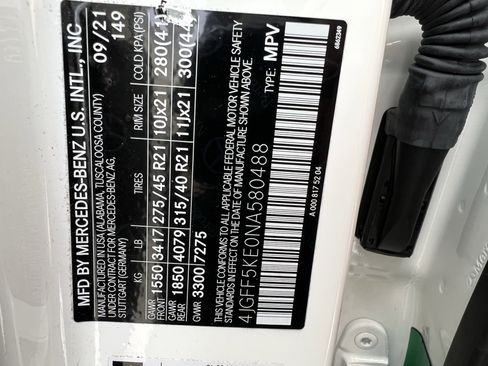 MFD BY MERCEDES-BENZ U.S. INTL., INC
MANUFACTURED IN USA (ALABAMA, TUSCALOOSA COUNTY)
UNDER CONTRACT FOR MERCEDES-BENZ AG,
STUTTGART (GERMANY)
09/21
149
KG LB TIRES RIM SIZE COLD KPA(PSI)
GAWR FRONT 1550 3417 275/45 R21 10Jx21 280(4
GAWR REAR 1850 4079 315/40 R21 11Jx21 300(4
GVWR 3300 7275
THIS VEHICLE CONFORMS TO ALL APPLICABLE FEDERAL MOTOR VEHICLE SAFETY
STANDARDS IN EFFECT ON THE DATE OF MANUFACTURE SHOWN ABOVE.
4JGFF5KE0NA580488
TYPE: MPV
A 000 817 52 04